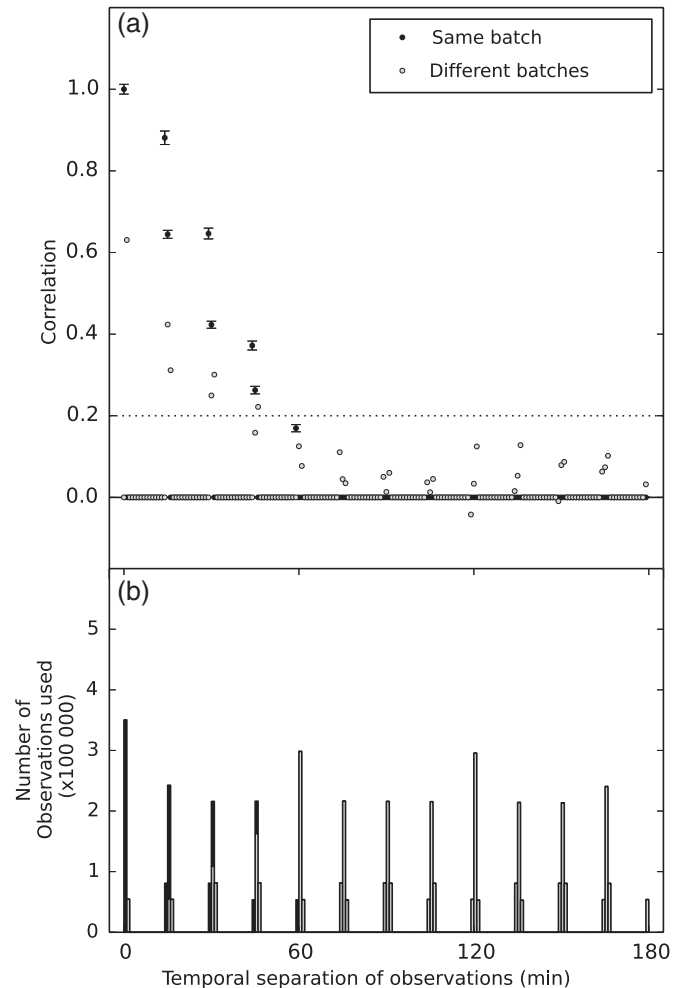 (a)
Same batch
Different batches
1.0
0.8
0.6
0.4
0.2
0.0
Correlation
(b)
5
4
3
2
1
0
Number of
Observations used
(x100 000)
0 60 120 180
Temporal separation of observations (min)